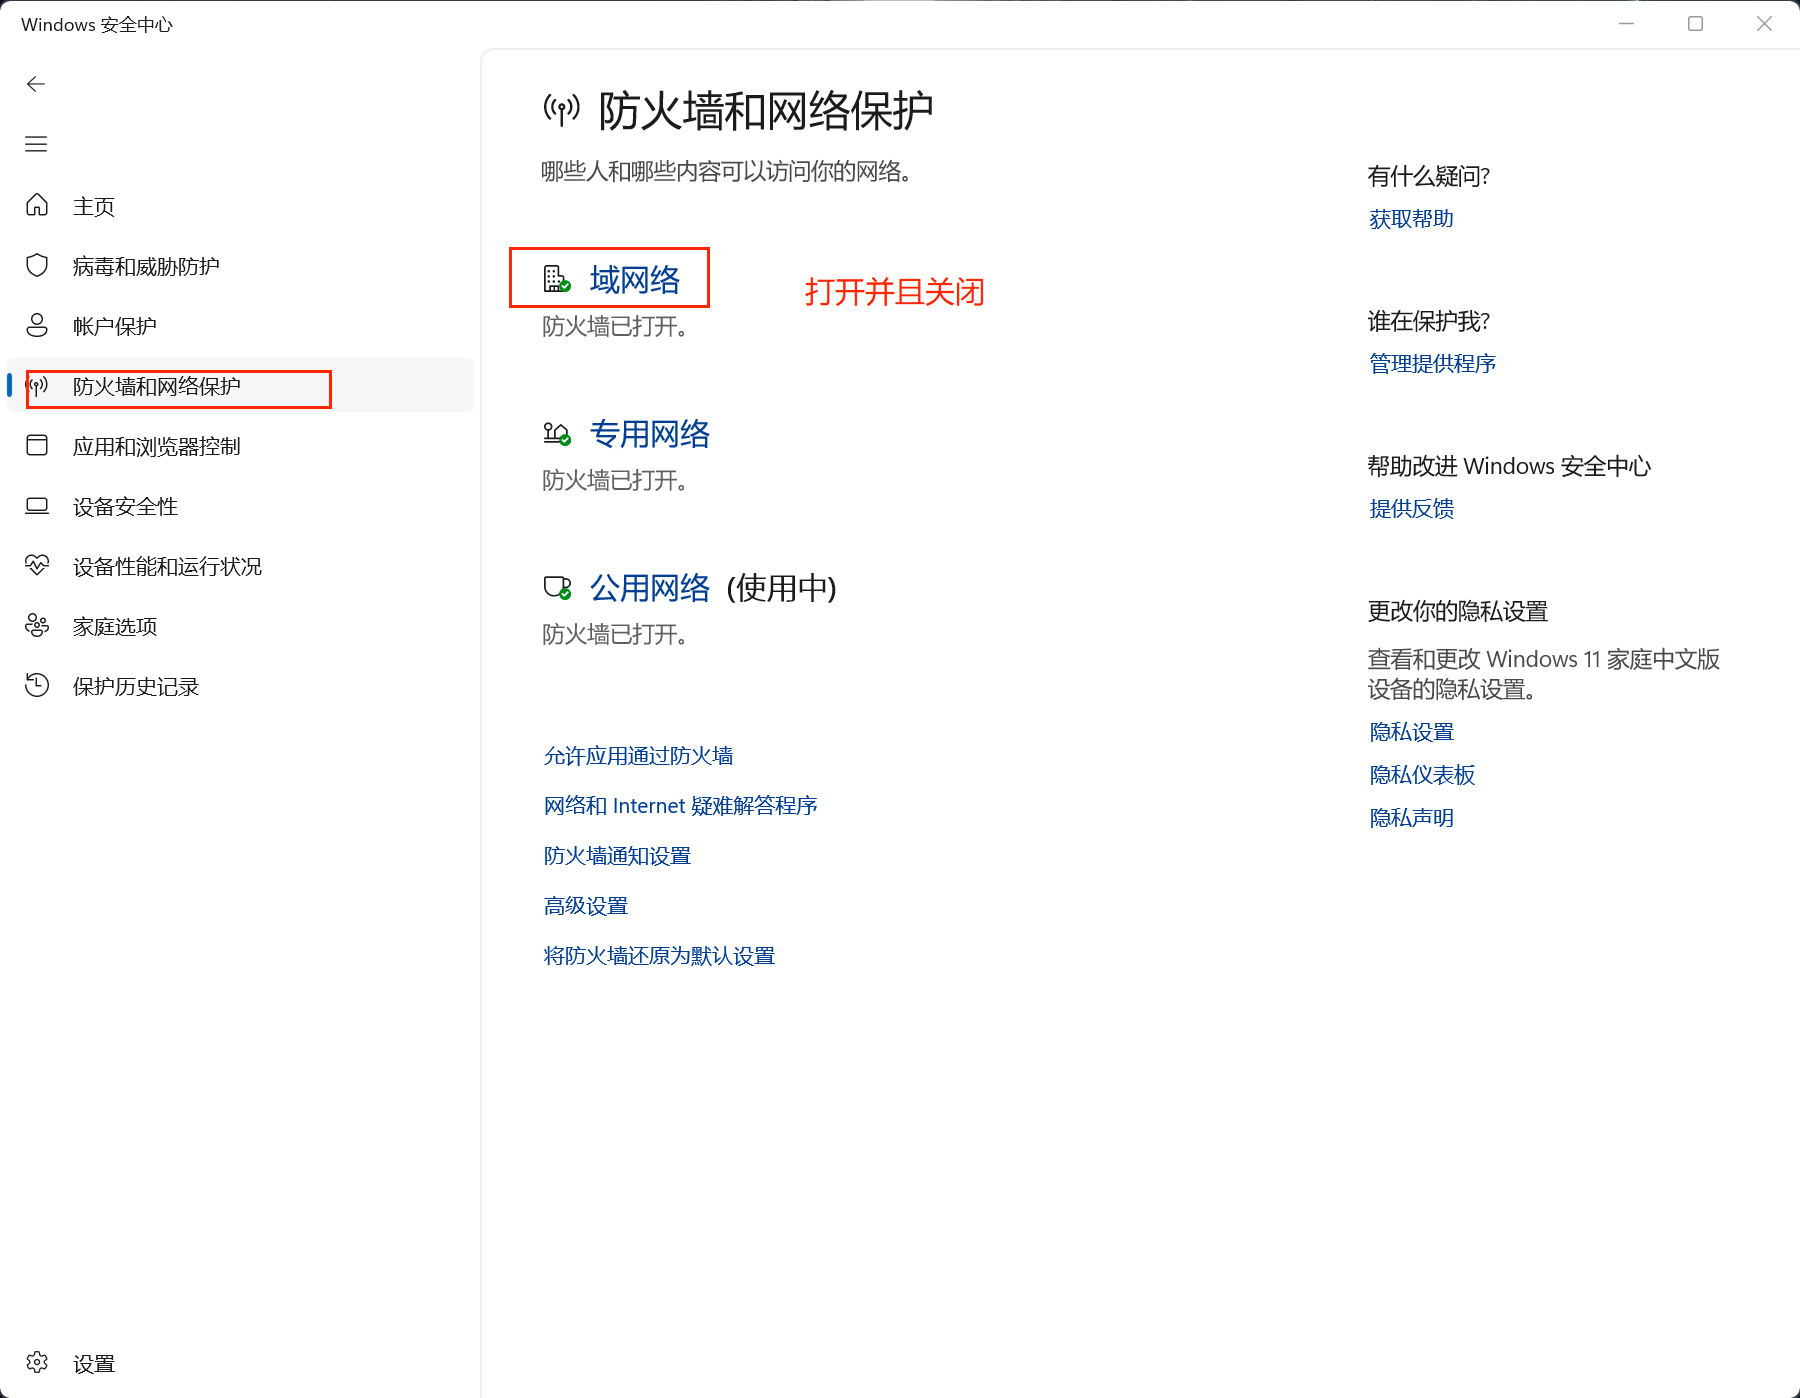 Windows 安全中心
主页
病毒和威胁防护
帐户保护
防火墙和网络保护
应用和浏览器控制
设备安全性
设备性能和运行状况
家庭选项
保护历史记录
设置
防火墙和网络保护
哪些人和哪些内容可以访问你的网络。
域网络
打开并且关闭
防火墙已打开。
专用网络
防火墙已打开。
公用网络 (使用中)
防火墙已打开。
允许应用通过防火墙
网络和 Internet 疑难解答程序
防火墙通知设置
高级设置
将防火墙还原为默认设置
有什么疑问?
获取帮助
谁在保护我?
管理提供程序
帮助改进 Windows 安全中心
提供反馈
更改你的隐私设置
查看和更改 Windows 11 家庭中文版
设备的隐私设置。
隐私设置
隐私仪表板
隐私声明